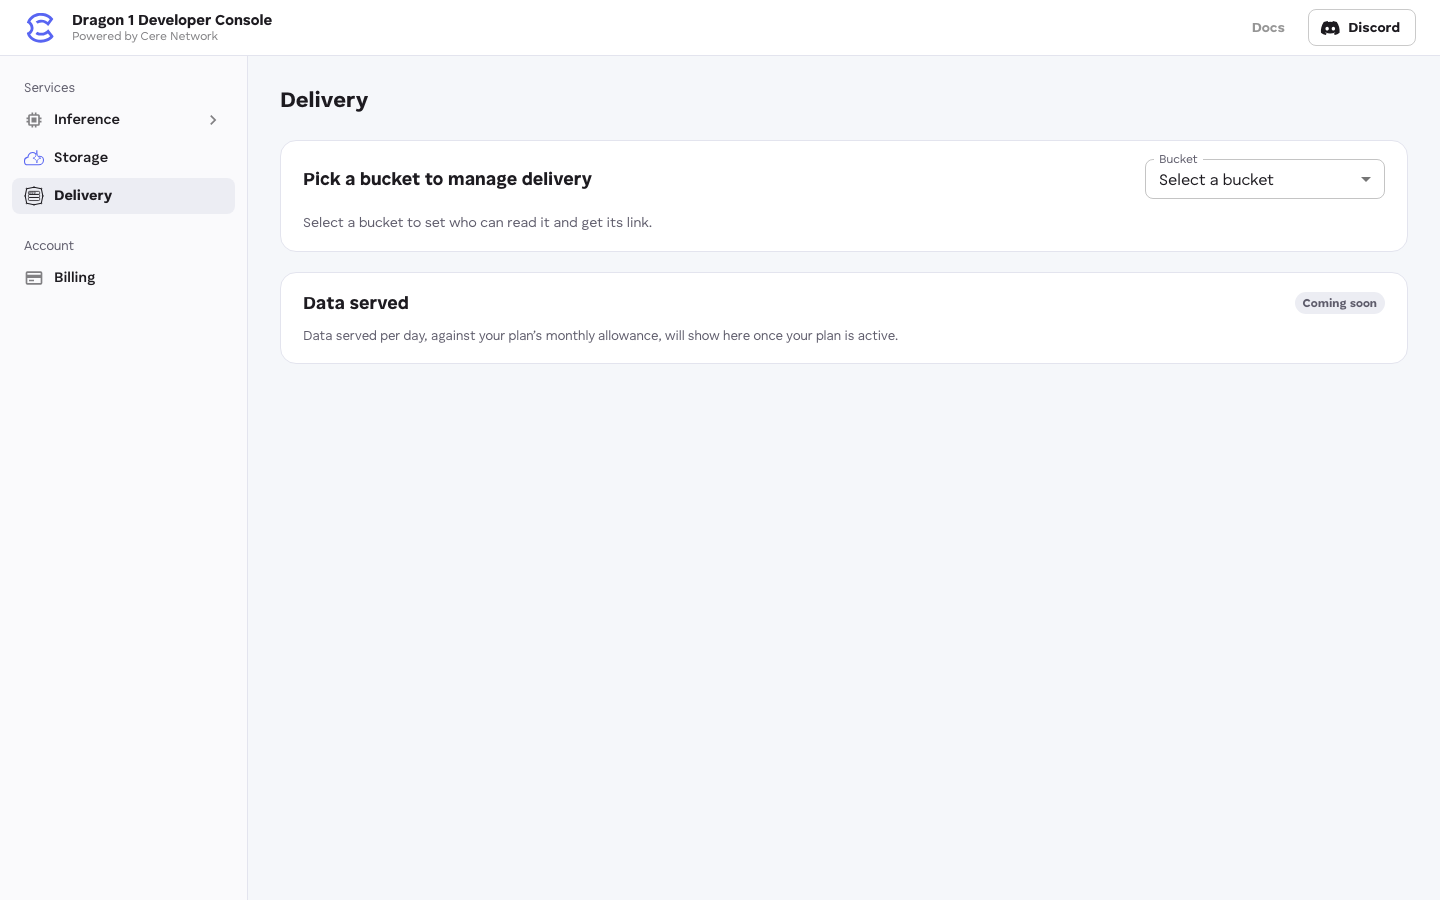 Dragon 1 Developer Console
Powered by Cere Network
Docs
Discord
Services
Inference
Storage
Delivery
Account
Billing
Delivery
Pick a bucket to manage delivery
Bucket
Select a bucket
Select a bucket to set who can read it and get its link.
Data served
Coming soon
Data served per day, against your plan's monthly allowance, will show here once your plan is active.